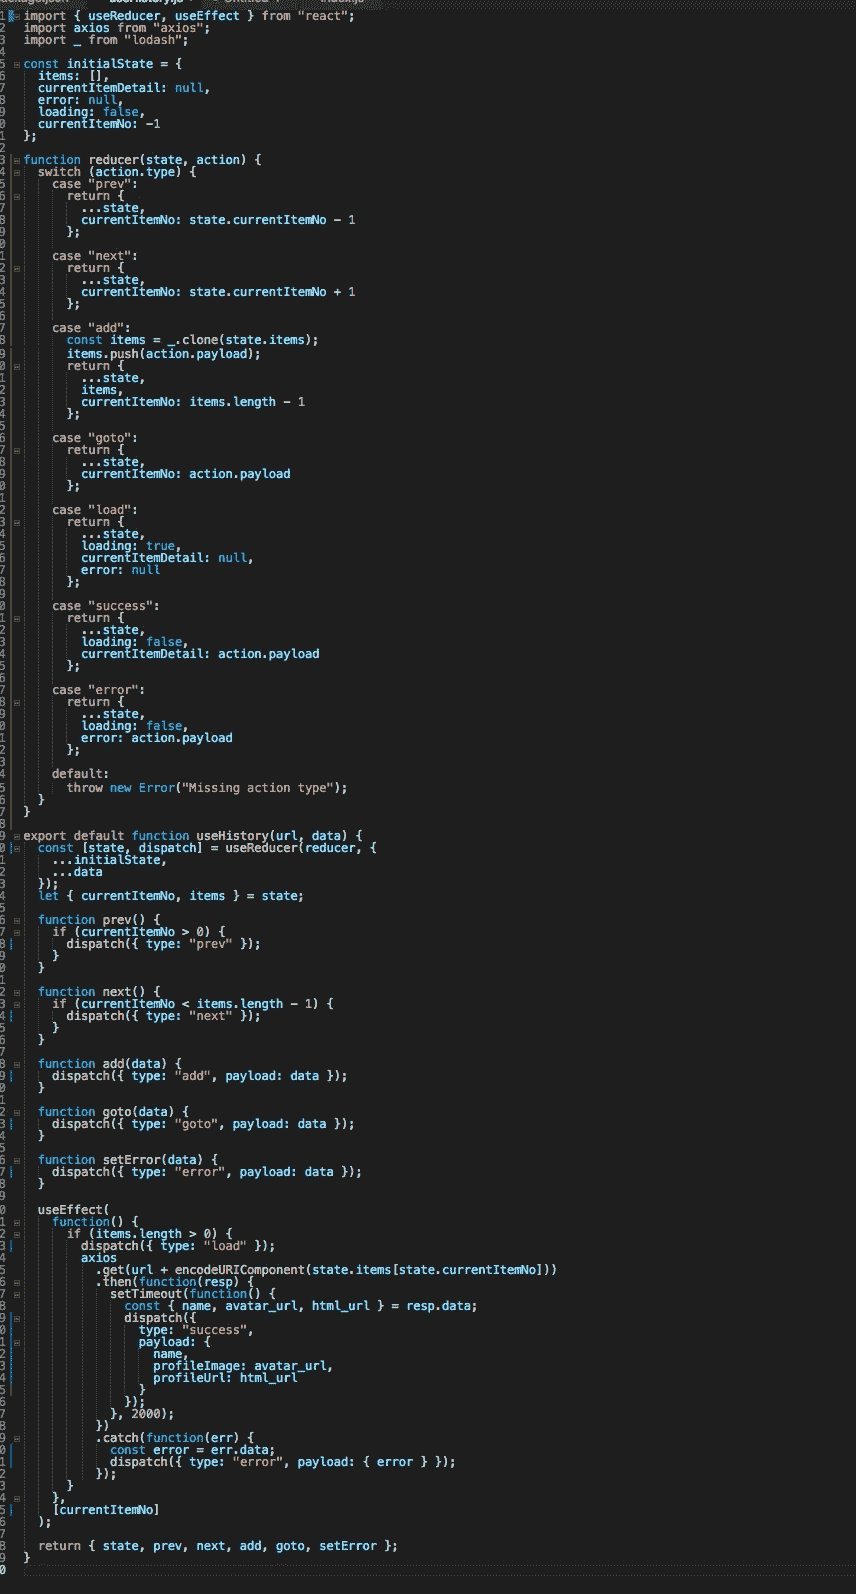 import { useReducer, useEffect } from "react";
import axios from "axios";
import _ from "lodash";
const initialState = {
items: [],
currentItemDetail: null,
error: null,
loading: false,
currentItemNo: -1
};
function reducer(state, action) {
switch (action.type) {
case "prev":
return {
...state,
currentItemNo: state.currentItemNo - 1
};
case "next":
return {
...state,
currentItemNo: state.currentItemNo + 1
};
case "add":
const items = _.clone(state.items);
items.push(action.payload);
return {
...state,
items,
currentItemNo: items.length - 1
};
case "goto":
return {
...state,
currentItemNo: action.payload
};
case "load":
return {
...state,
loading: true,
currentItemDetail: null,
error: null
};
case "success":
return {
...state,
loading: false,
currentItemDetail: action.payload
};
case "error":
return {
...state,
loading: false,
error: action.payload
};
default:
throw new Error("Missing action type");
}
}
export default function useHistory(url, data) {
const [state, dispatch] = useReducer(reducer, {
...initialState,
...data
});
let { currentItemNo, items } = state;
function prev() {
if (currentItemNo > 0) {
dispatch({ type: "prev" });
}
}
function next() {
if (currentItemNo < items.length - 1) {
dispatch({ type: "next" });
}
}
function add(data) {
dispatch({ type: "add", payload: data });
}
function goto(data) {
dispatch({ type: "goto", payload: data });
}
function setError(data) {
dispatch({ type: "error", payload: data });
}
useEffect(
function() {
if (items.length > 0) {
dispatch({ type: "load" });
axios
.get(url + encodeURIComponent(state.items[state.currentItemNo]))
.then(function(resp) {
setTimeout(function() {
const { name, avatar_url, html_url } = resp.data;
dispatch({
type: "success",
payload: {
name,
profileImage: avatar_url,
profileUrl: html_url
}
});
}, 2000);
})
.catch(function(err) {
const error = err.data;
dispatch({ type: "error", payload: { error } });
});
}
},
[currentItemNo]
);
return { state, prev, next, add, goto, setError };
}